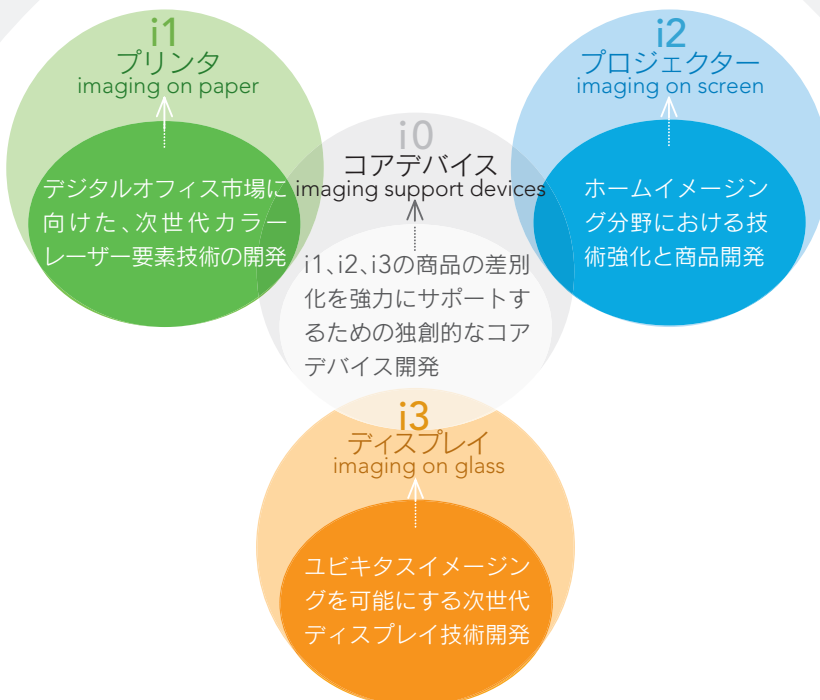 i1
プリンタ
imaging on paper
デジタルオフィス市場に
向けた、次世代カラー
レーザー要素技術の開発
i2
プロジェクター
imaging on screen
ホームイメージン
グ分野における技
術強化と商品開発
i0
コアデバイス
imaging support devices
i1、i2、i3の商品の差別
化を強力にサポートす
るための独創的なコア
デバイス開発
i3
ディスプレイ
imaging on glass
ユビキタスイメージン
グを可能にする次世代
ディスプレイ技術開発